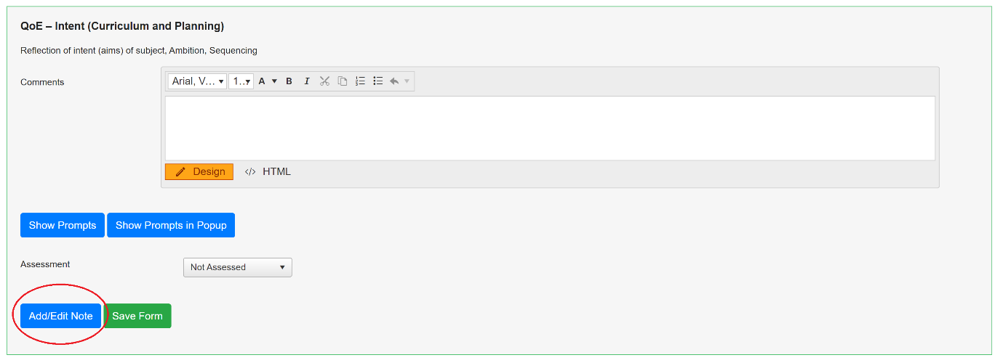 QoE – Intent (Curriculum and Planning)
Reflection of intent (aims) of subject, Ambition, Sequencing
Comments
Arial, V... 1.. A B I
Design </> HTML
Show Prompts Show Prompts in Popup
Assessment Not Assessed
Add/Edit Note Save Form